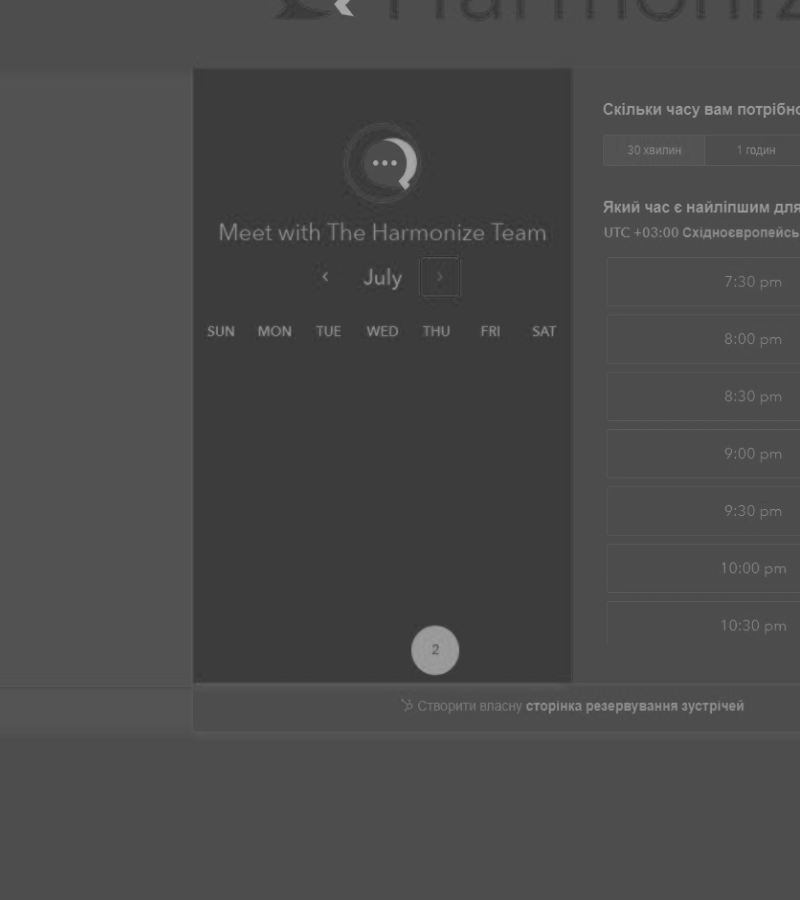 Harmoniz
Meet with The Harmonize Team
July
SUN MON TUE WED THU FRI SAT
2
Скільки часу вам потрібно
30 хвилин 1 годин
Який час є найліпшим для
UTC +03:00 Східноєвропейсь
7:30 pm
8:00 pm
8:30 pm
9:00 pm
9:30 pm
10:00 pm
10:30 pm
Створити власну сторінка резервування зустрічей